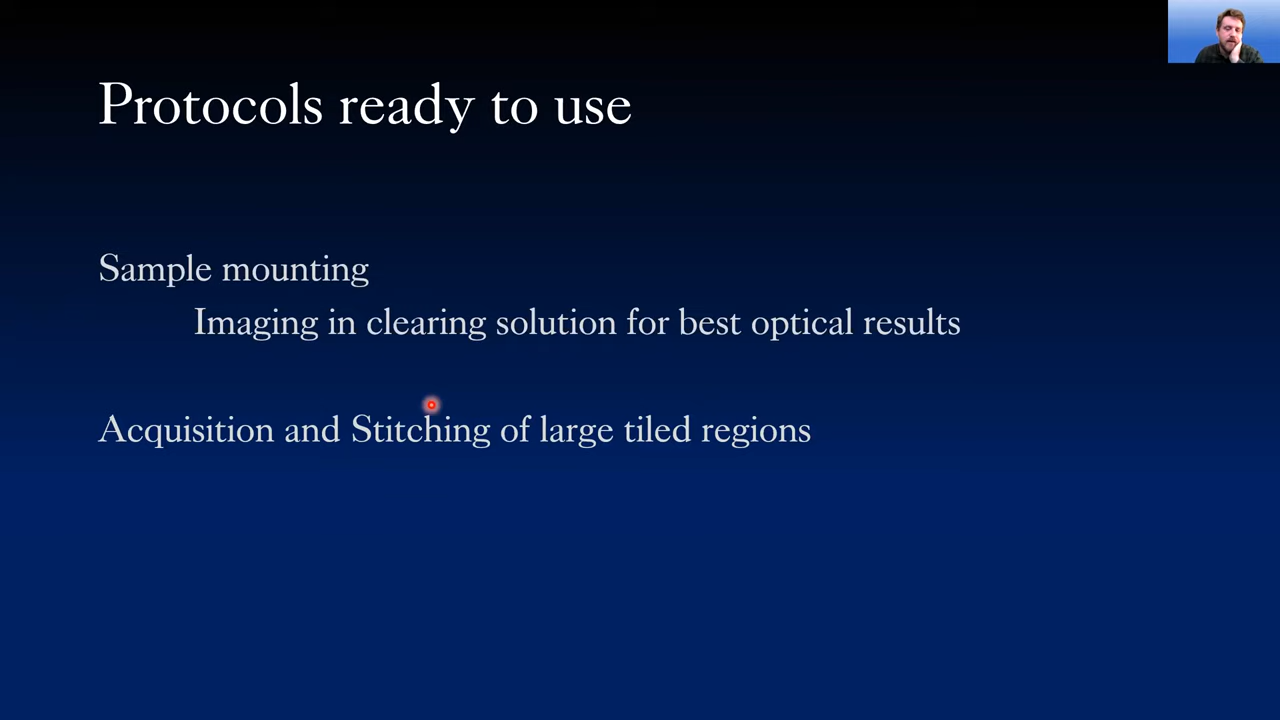 Protocols ready to use
Sample mounting
Imaging in clearing solution for best optical results
Acquisition and Stitching of large tiled regions